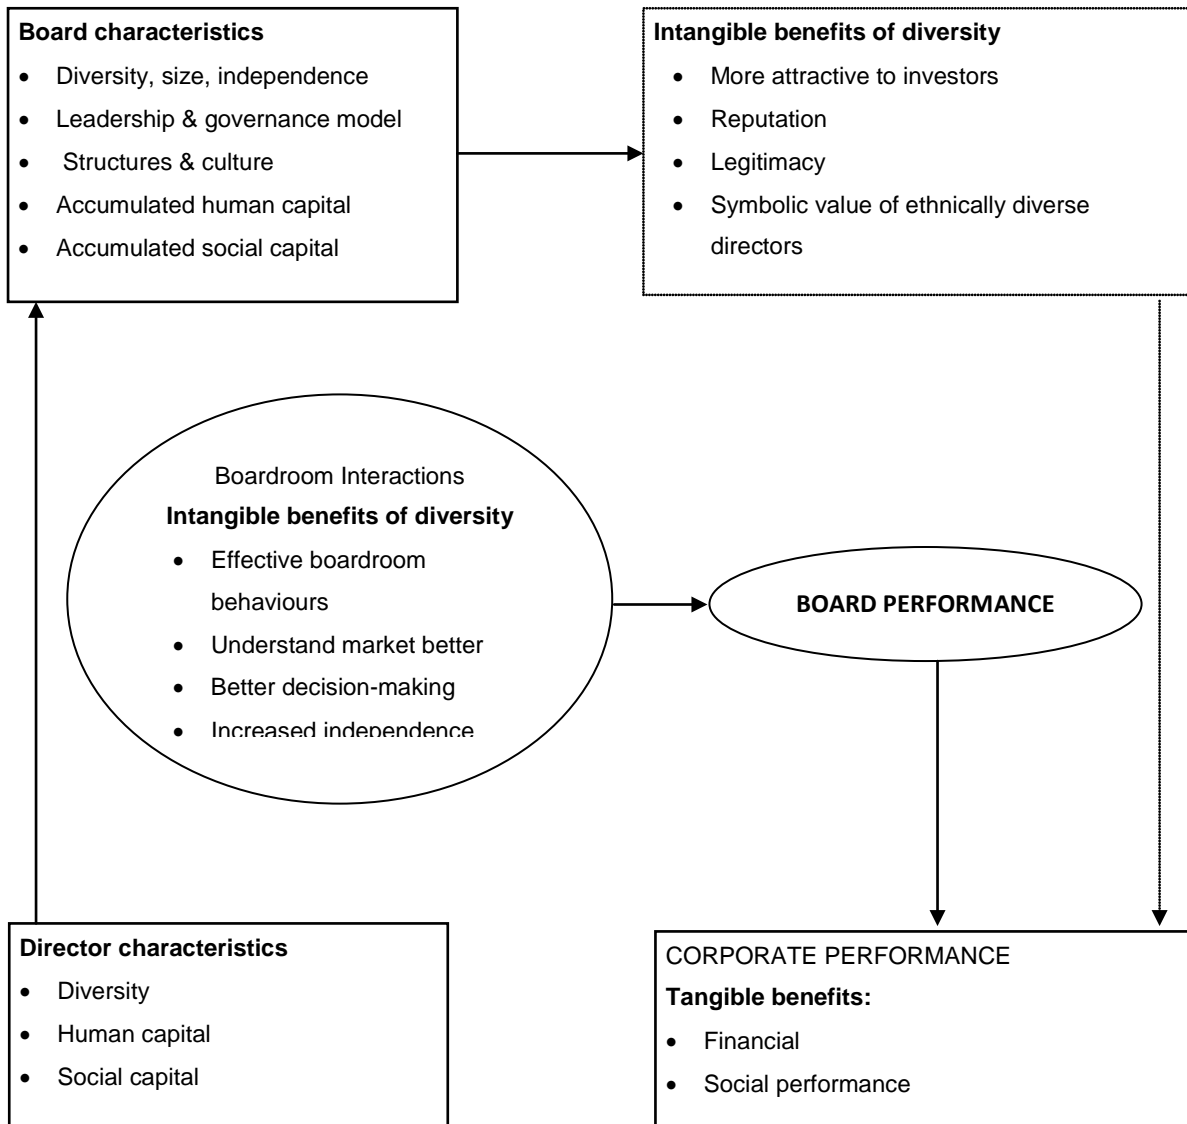 Board characteristics
• Diversity, size, independence
• Leadership & governance model
• Structures & culture
• Accumulated human capital
• Accumulated social capital
Intangible benefits of diversity
• More attractive to investors
• Reputation
• Legitimacy
• Symbolic value of ethnically diverse
directors
Boardroom Interactions
Intangible benefits of diversity
• Effective boardroom
behaviours
• Understand market better
• Better decision-making
• Increased independence
BOARD PERFORMANCE
Director characteristics
• Diversity
• Human capital
• Social capital
CORPORATE PERFORMANCE
Tangible benefits:
• Financial
• Social performance